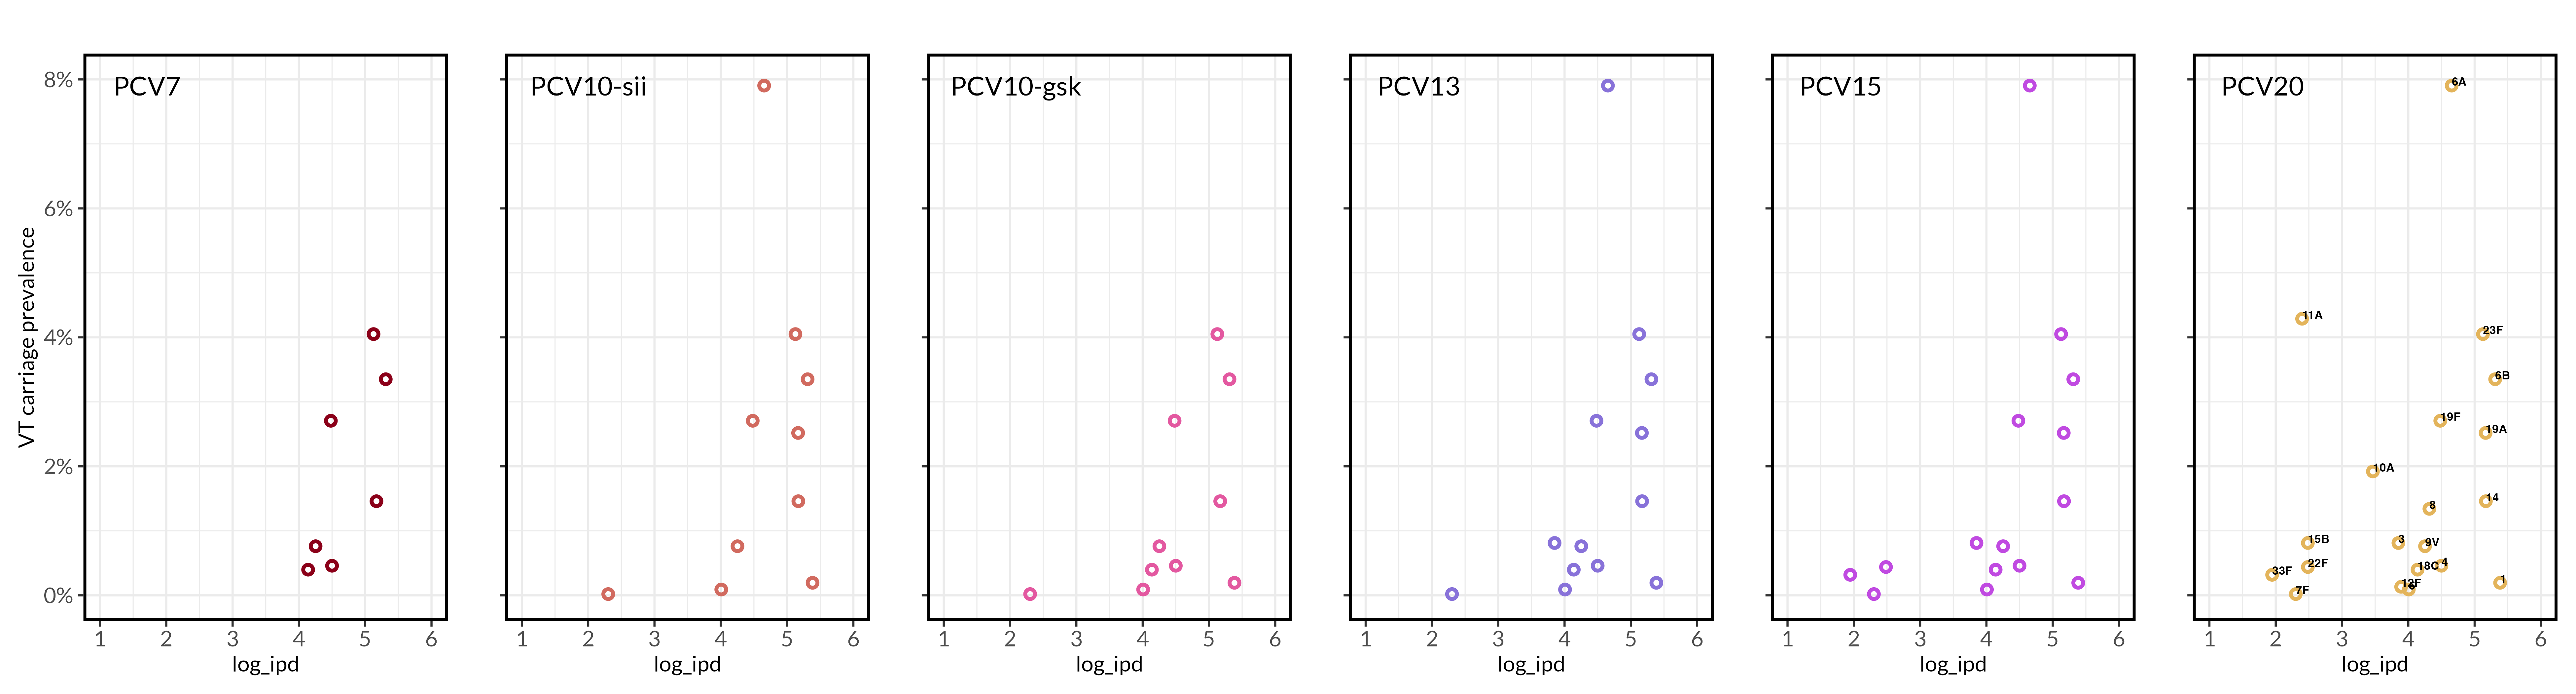 PCV7
PCV10-sii
PCV10-gsk
PCV13
PCV15
PCV20
VT carriage prevalence
8%
6%
4%
2%
0%
6A
11A
23F
6B
19F
19A
10A
14
8
15B
3
9V
22F
18C
4
33F
12F
1
7F
1 2 3 4 5 6
1 2 3 4 5 6
1 2 3 4 5 6
1 2 3 4 5 6
1 2 3 4 5 6
1 2 3 4 5 6
log_ipd
log_ipd
log_ipd
log_ipd
log_ipd
log_ipd